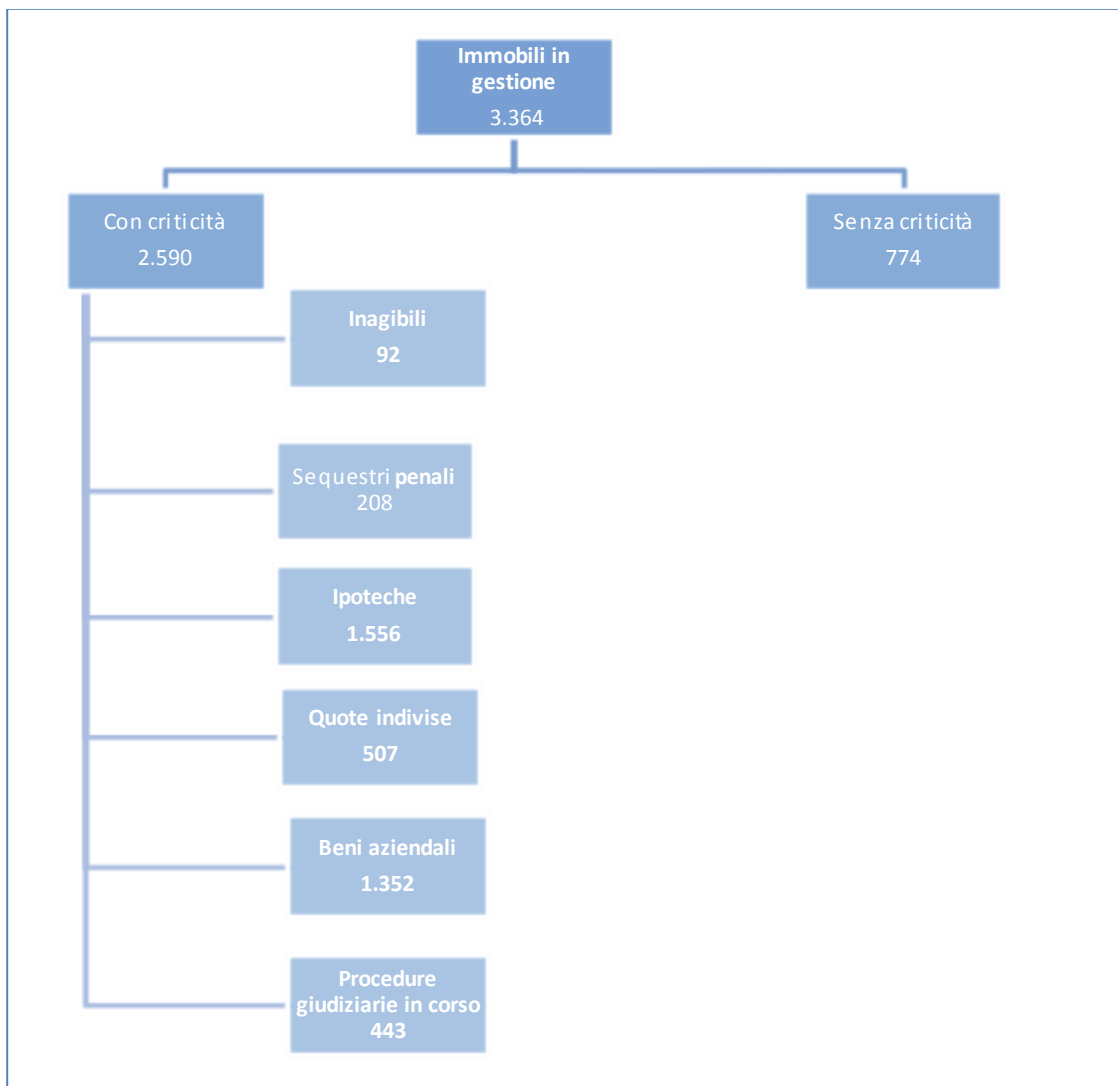 Immobili in
gestione
3.364
Con criticità
2.590
Senza criticità
774
Inagibili
92
Sequestri penali
208
Ipoteche
1.556
Quote indivise
507
Beni aziendali
1.352
Procedure
giudiziarie in corso
443